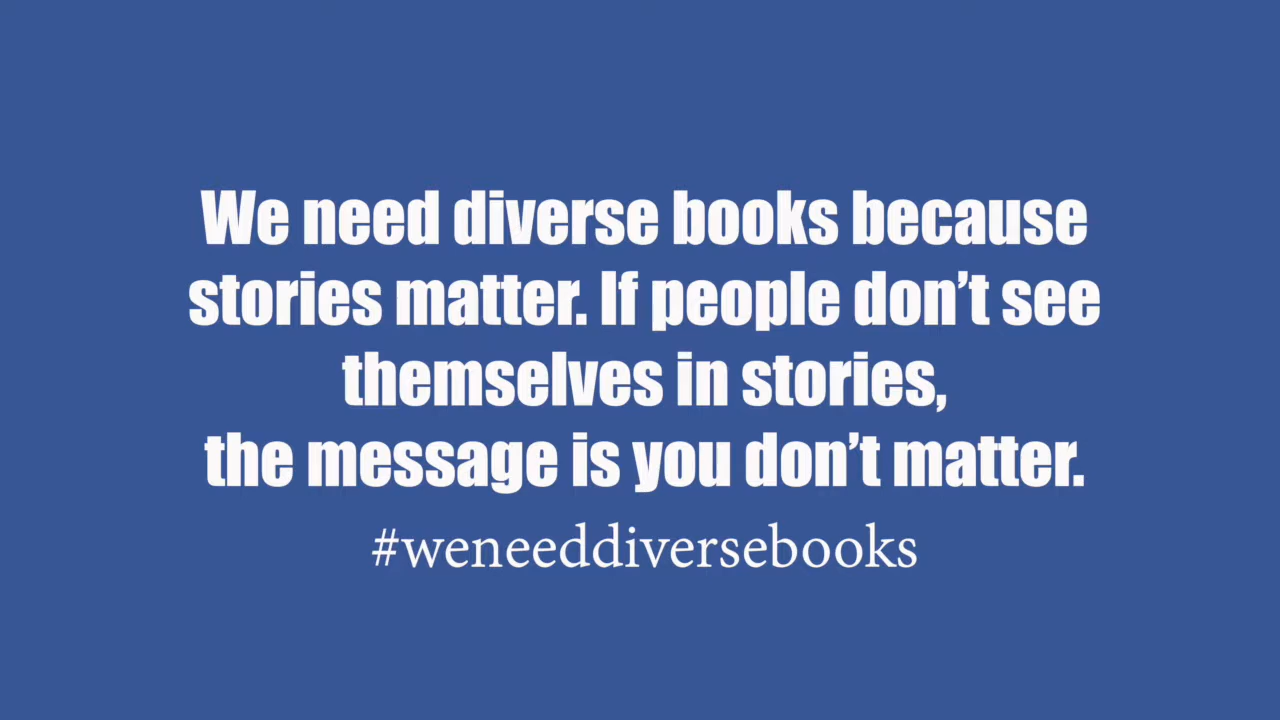 We need diverse books because
stories matter. If people don’t see
themselves in stories,
the message is you don’t matter.
#weneeddiversebooks